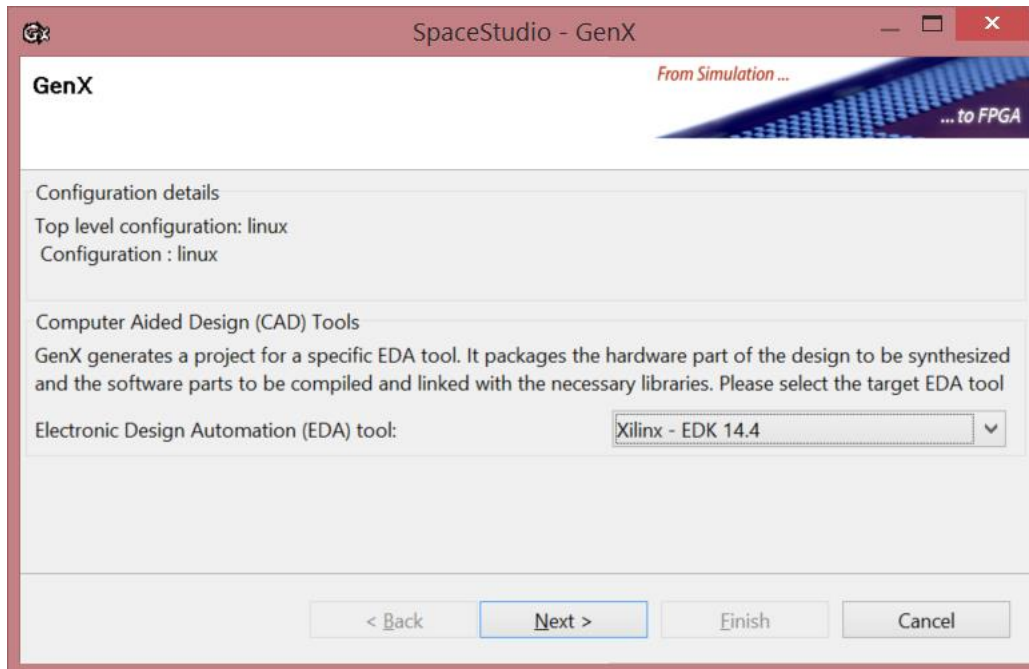 SpaceStudio - GenX
GenX
From Simulation ...
... to FPGA
Configuration details
Top level configuration: linux
Configuration : linux
Computer Aided Design (CAD) Tools
GenX generates a project for a specific EDA tool. It packages the hardware part of the design to be synthesized
and the software parts to be compiled and linked with the necessary libraries. Please select the target EDA tool
Electronic Design Automation (EDA) tool:
Xilinx - EDK 14.4
< Back
Next >
Finish
Cancel